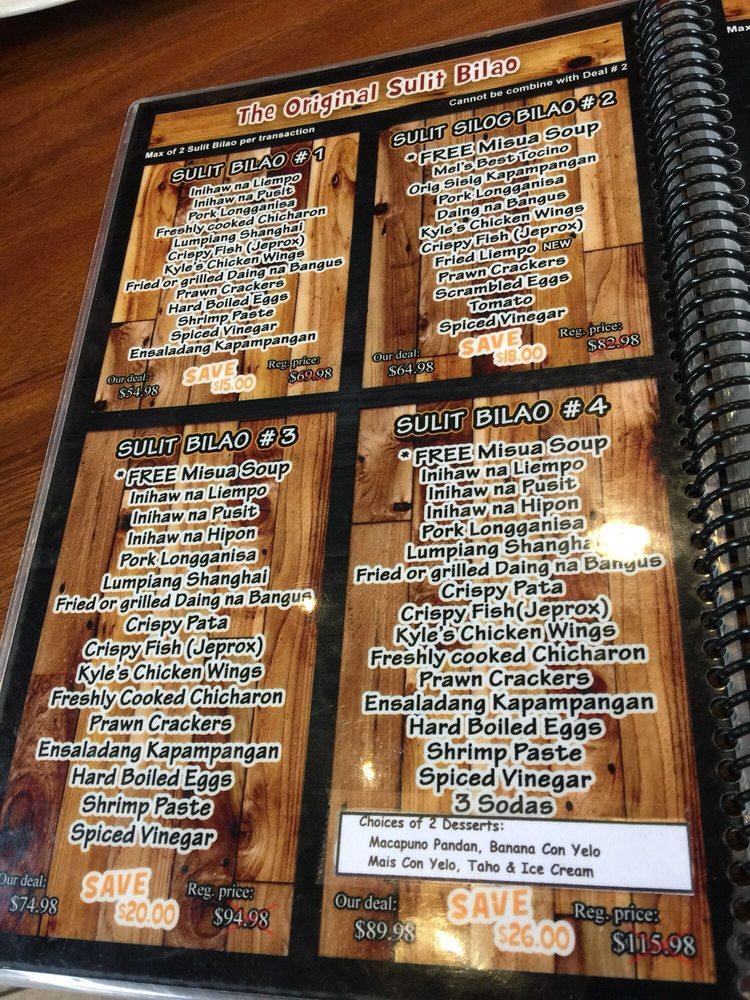 The Original Sulit Bilao
Max of 2 Sulit Bilao per transaction
Cannot be combine with Deal # 2
SULIT BILAO # 1
Inihaw na Liempo
Inihaw na Pusit
Pork Longganisa
Freshly cooked Chicharon
Lumpiang Shanghai
Crispy Fish (Jeprox)
Kyle's Chicken Wings
Fried or grilled Daing na Bangus
Prawn Crackers
Hard Boiled Eggs
Shrimp Paste
Spiced Vinegar
Ensaladang Kapampangan
Our deal:
$54.98
SAVE
$15.00
Reg. price:
$69.98
SULIT SILOG BILAO # 2
* FREE Misua Soup
Mel's Best Tocino
Orig Sisig Kapampangan
Pork Longganisa
Daing na Bangus
Kyle's Chicken Wings
Crispy Fish (Jeprox)
Fried Liempo NEW
Prawn Crackers
Scrambled Eggs
Tomato
Spiced Vinegar
Our deal:
$64.98
SAVE
$18.00
Reg. price:
$82.98
SULIT BILAO # 3
* FREE Misua Soup
Inihaw na Liempo
Inihaw na Pusit
Inihaw na Hipon
Pork Longganisa
Lumpiang Shanghai
Fried or grilled Daing na Bangus
Crispy Pata
Crispy Fish (Jeprox)
Kyle's Chicken Wings
Freshly Cooked Chicharon
Prawn Crackers
Ensaladang Kapampangan
Hard Boiled Eggs
Shrimp Paste
Spiced Vinegar
Our deal:
$74.98
SAVE
$20.00
Reg. price:
$94.98
SULIT BILAO # 4
* FREE Misua Soup
Inihaw na Liempo
Inihaw na Pusit
Inihaw na Hipon
Pork Longganisa
Lumpiang Shanghai
Fried or grilled Daing na Bangus
Crispy Pata
Crispy Fish(Jeprox)
Kyle's Chicken Wings
Freshly cooked Chicharon
Prawn Crackers
Ensaladang Kapampangan
Hard Boiled Eggs
Shrimp Paste
Spiced Vinegar
3 Sodas
Choices of 2 Desserts:
Macapuno Pandan, Banana Con Yelo
Mais Con Yelo, Taho & Ice Cream
Our deal:
$89.98
SAVE
$26.00
Reg. price:
$115.98
Max